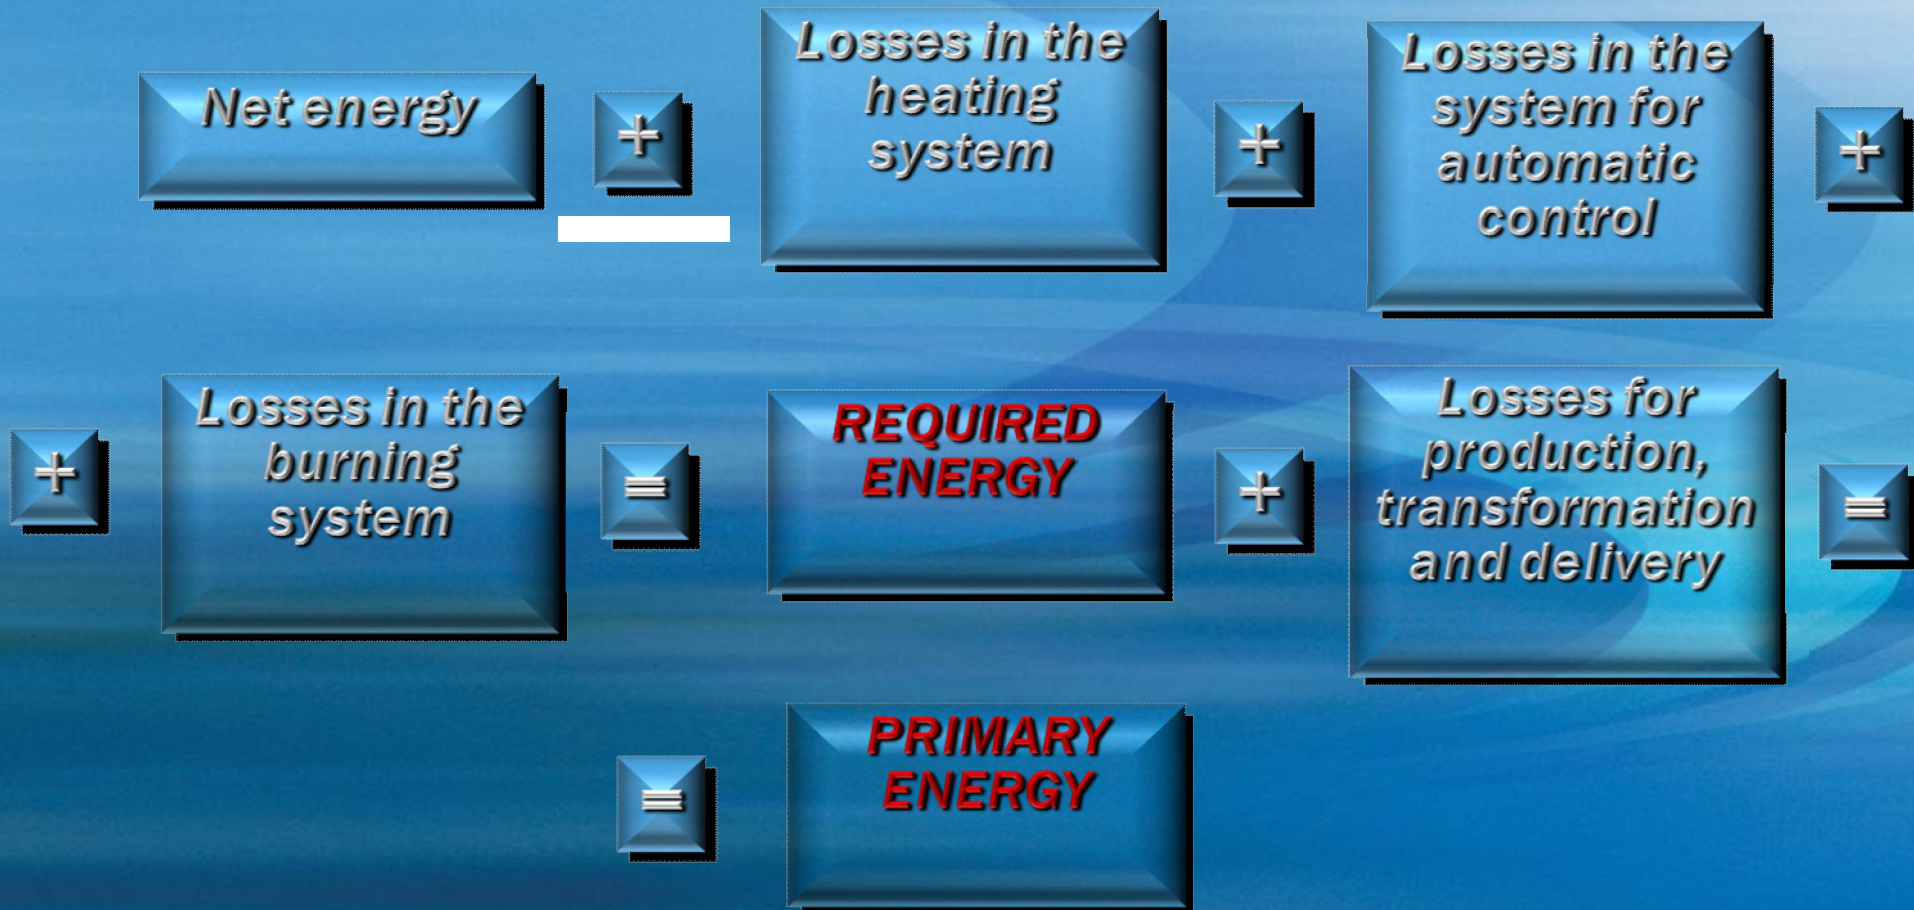 Net energy
+
Losses in the
heating
system
+
Losses in the
system for
automatic
control
+
+
Losses in the
burning
system
=
REQUIRED
ENERGY
+
Losses for
production,
transformation
and delivery
=
=
PRIMARY
ENERGY